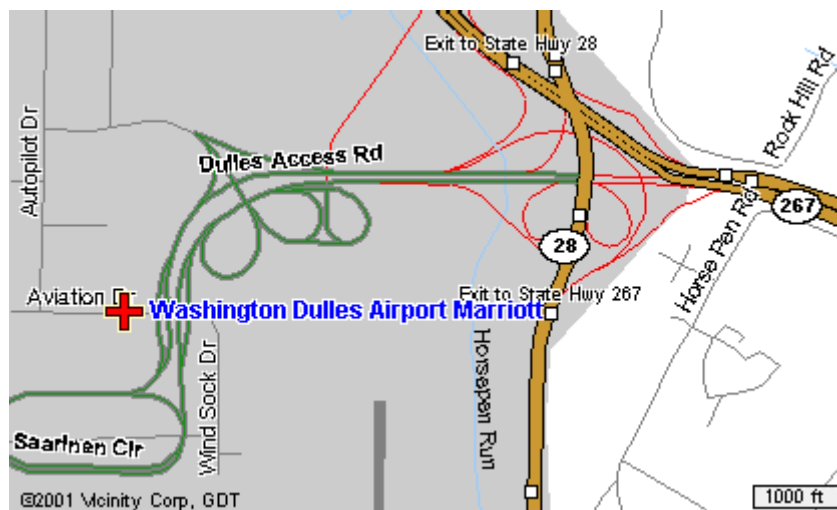 Exit to State Hwy 28
Rock Hill Rd
Autopilot Dr
Dulles Access Rd
267
Horse Pen Rd
28
Aviation Dr
Washington Dulles Airport Marriott
Exit to State Hwy 267
Horsepen Run
Wind Sock Dr
Saarinen Cir
©2001 Vicinity Corp, GDT
1000 ft